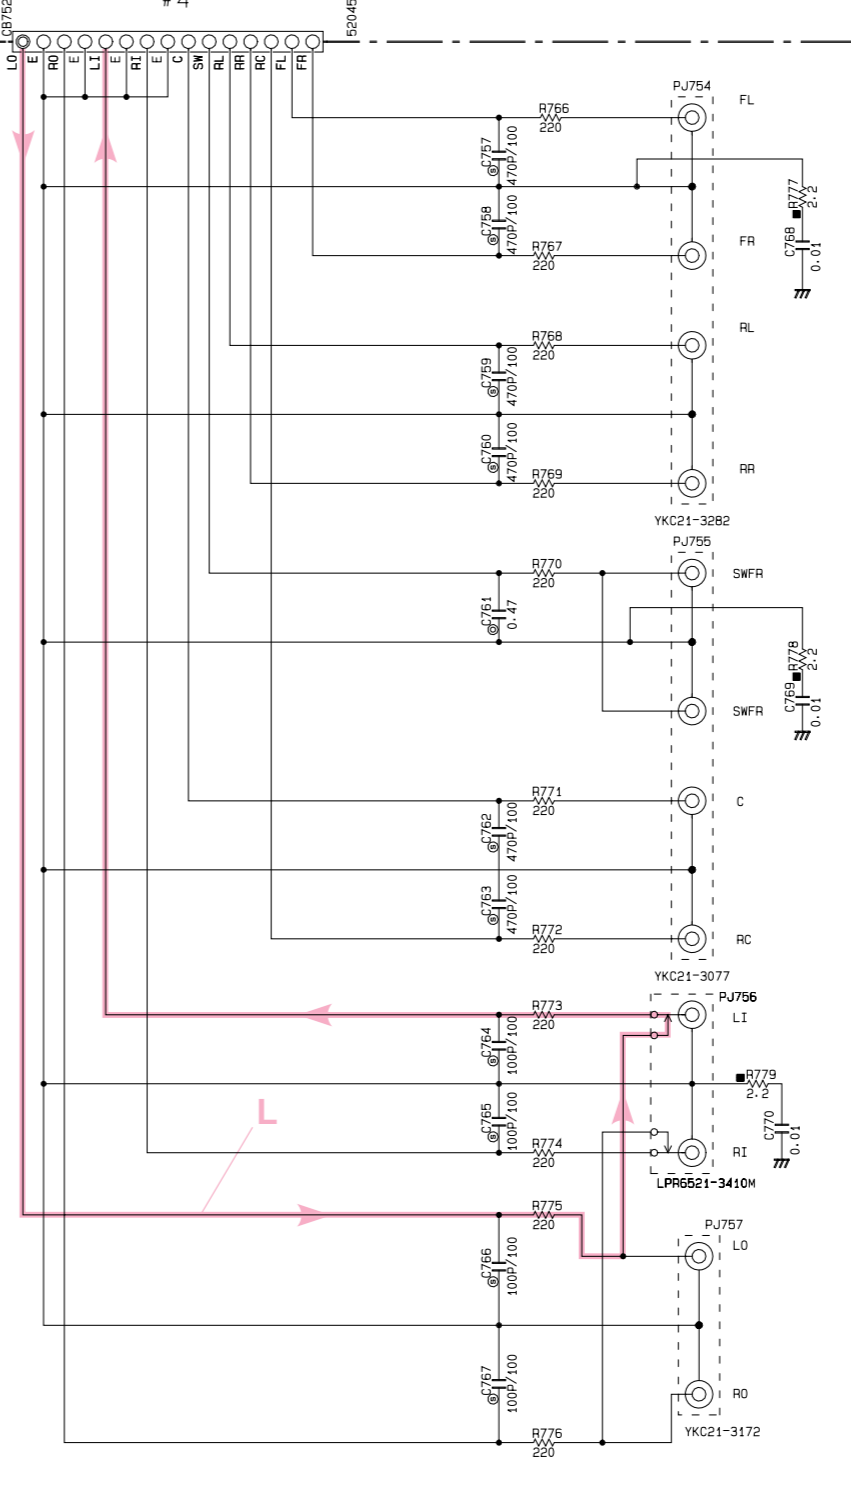 #4
CB752
52045
LO
E
RO
E
LI
E
RI
E
C
SW
RL
RR
RC
FL
FR
PJ754
FL
R766
220
C757
470P/100
S
R777
2.2
C768
0.01
C758
470P/100
S
FR
R767
220
RL
R768
220
C759
470P/100
S
C760
470P/100
S
RR
R769
220
YKC21-3282
PJ755
R770
220
SWFR
C761
0.47
R778
2.2
C769
0.01
SWFR
R771
220
C
C762
470P/100
S
C763
470P/100
S
R772
220
RC
YKC21-3077
PJ756
R773
220
LI
C764
100P/100
S
R779
2.2
C770
0.01
C765
100P/100
S
L
R774
220
RI
LPR6521-3410M
R775
220
PJ757
LO
C766
100P/100
S
C767
100P/100
S
RO
R776
220
YKC21-3172